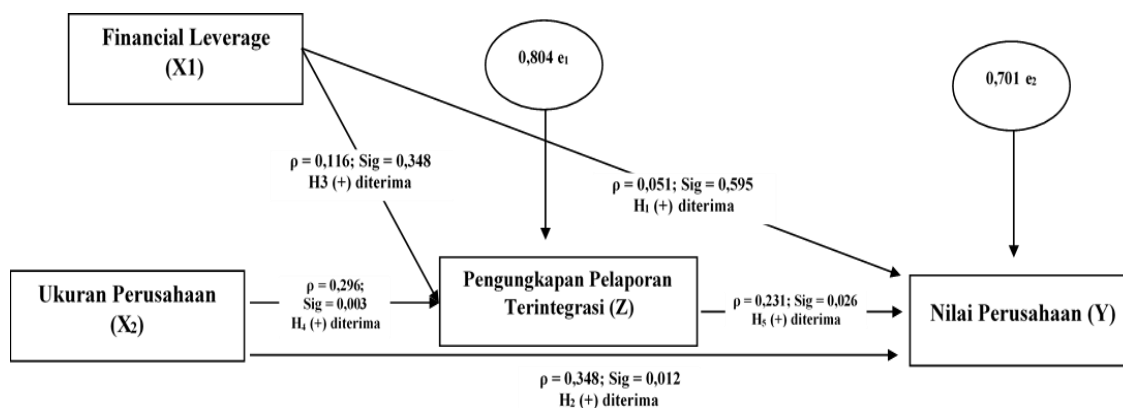 Financial Leverage
(X1)
0,804 e₁
0,701 e₂
ρ = 0,116; Sig = 0,348
H3 (+) diterima
ρ = 0,051; Sig = 0,595
H₁ (+) diterima
Ukuran Perusahaan
(X₂)
ρ = 0,296;
Sig = 0,003
H₄ (+) diterima
Pengungkapan Pelaporan
Terintegrasi (Z)
ρ = 0,231; Sig = 0,026
H₅ (+) diterima
Nilai Perusahaan (Y)
ρ = 0,348; Sig = 0,012
H₂ (+) diterima